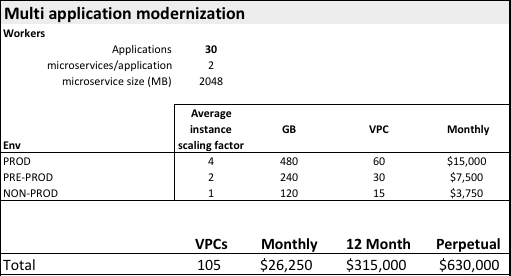 Multi application modernization
Workers
Applications 30
microservices/application 2
microservice size (MB) 2048
Average
instance GB VPC Monthly
Env scaling factor
PROD 4 480 60 $15,000
PRE-PROD 2 240 30 $7,500
NON-PROD 1 120 15 $3,750
VPCs Monthly 12 Month Perpetual
Total 105 $26,250 $315,000 $630,000